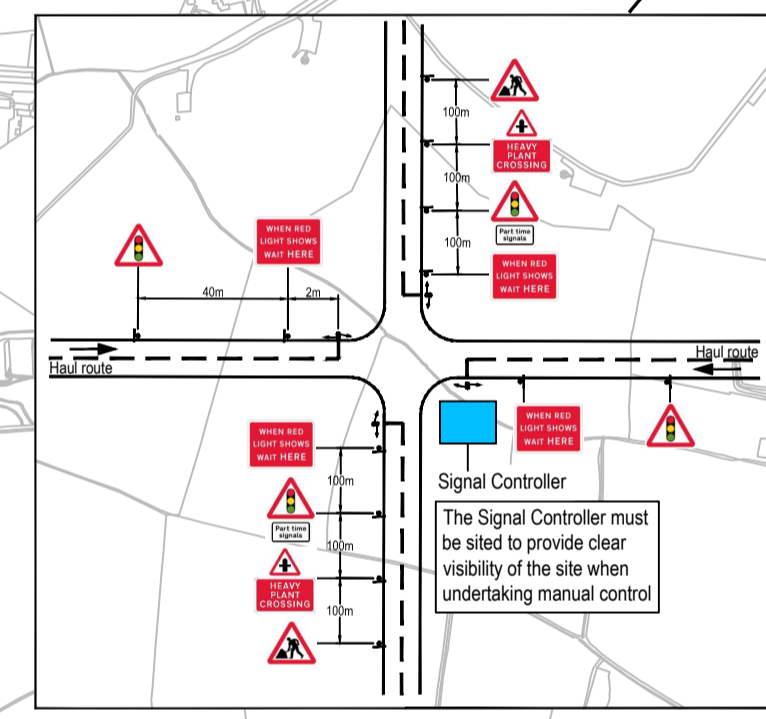 100m
HEAVY
PLANT
CROSSING
100m
Part time
signals
100m
WHEN RED
LIGHT SHOWS
WAIT HERE
WHEN RED
LIGHT SHOWS
WAIT HERE
40m
2m
Haul route
Haul route
WHEN RED
LIGHT SHOWS
WAIT HERE
WHEN RED
LIGHT SHOWS
WAIT HERE
Signal Controller
100m
Part time
signals
100m
HEAVY
PLANT
CROSSING
100m
The Signal Controller must
be sited to provide clear
visibility of the site when
undertaking manual control